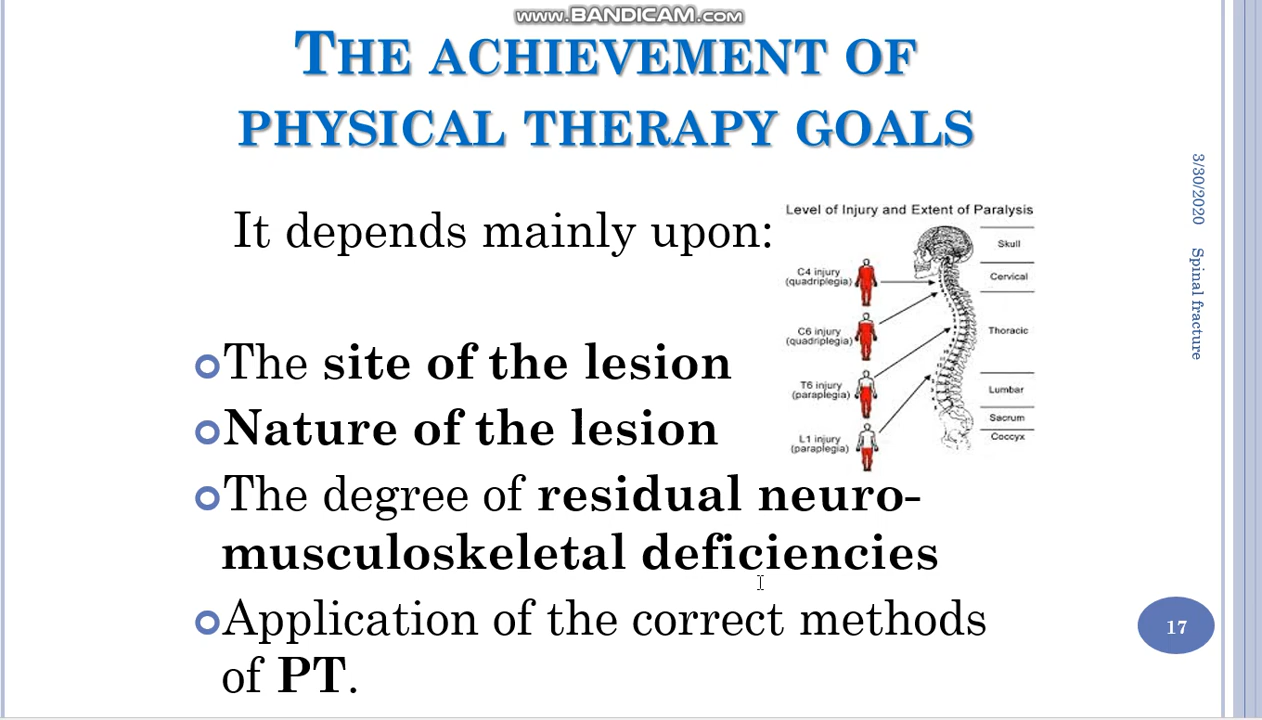 www.BANDICAM.com
THE ACHIEVEMENT OF
PHYSICAL THERAPY GOALS
It depends mainly upon:
The site of the lesion
Nature of the lesion
The degree of residual neuro-
musculoskeletal deficiencies
Application of the correct methods
of PT.
Level of Injury and Extent of Paralysis
C4 injury
(quadriplegia)
C6 injury
(quadriplegia)
T6 injury
(paraplegia)
L1 injury
(paraplegia)
Skull
Cervical
Thoracic
Lumbar
Sacrum
Coccyx
3/30/2020
Spinal fracture
17